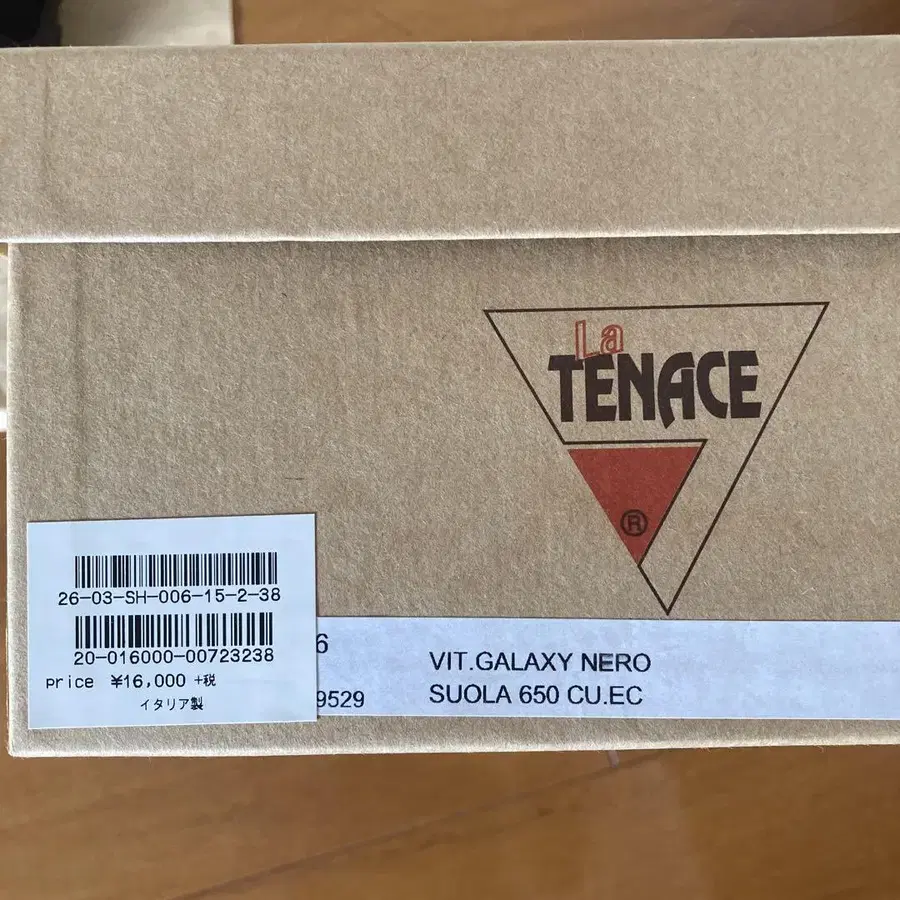 La
TENACE
®
26-03-SH-006-15-2-38
20-016000-00723238
price ¥16,000 +税
イタリア製
6
VIT.GALAXY NERO
9529
SUOLA 650 CU.EC